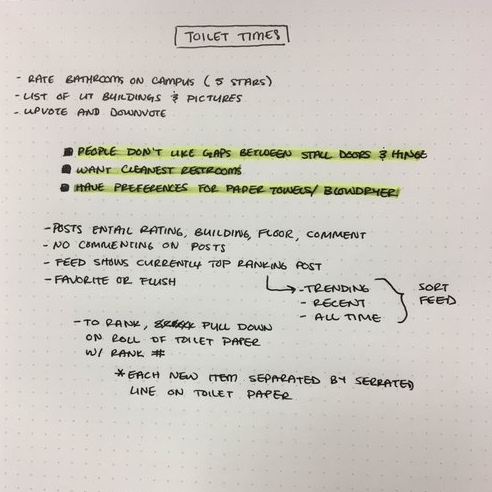 TOILET TIMES
- RATE BATHROOMS ON CAMPUS (5 STARS)
- LIST OF UT BUILDINGS & PICTURES
- UPVOTE AND DOWNVOTE
■ PEOPLE DON'T LIKE GAPS BETWEEN STALL DOORS & HINGE
■ WANT CLEANEST RESTROOMS
■ HAVE PREFERENCES FOR PAPER TOWELS/ BLOWDRYER
- POSTS ENTAIL RATING, BUILDING, FLOOR, COMMENT
- NO COMMENTING ON POSTS
- FEED SHOWS CURRENTLY TOP RANKING POST
- FAVORITE OR FLUSH
→ - TRENDING
- RECENT
- ALL TIME
SORT
FEED
- TO RANK, PULL DOWN
ON ROLL OF TOILET PAPER
W/ RANK #
* EACH NEW ITEM SEPARATED BY SERRATED
LINE ON TOILET PAPER